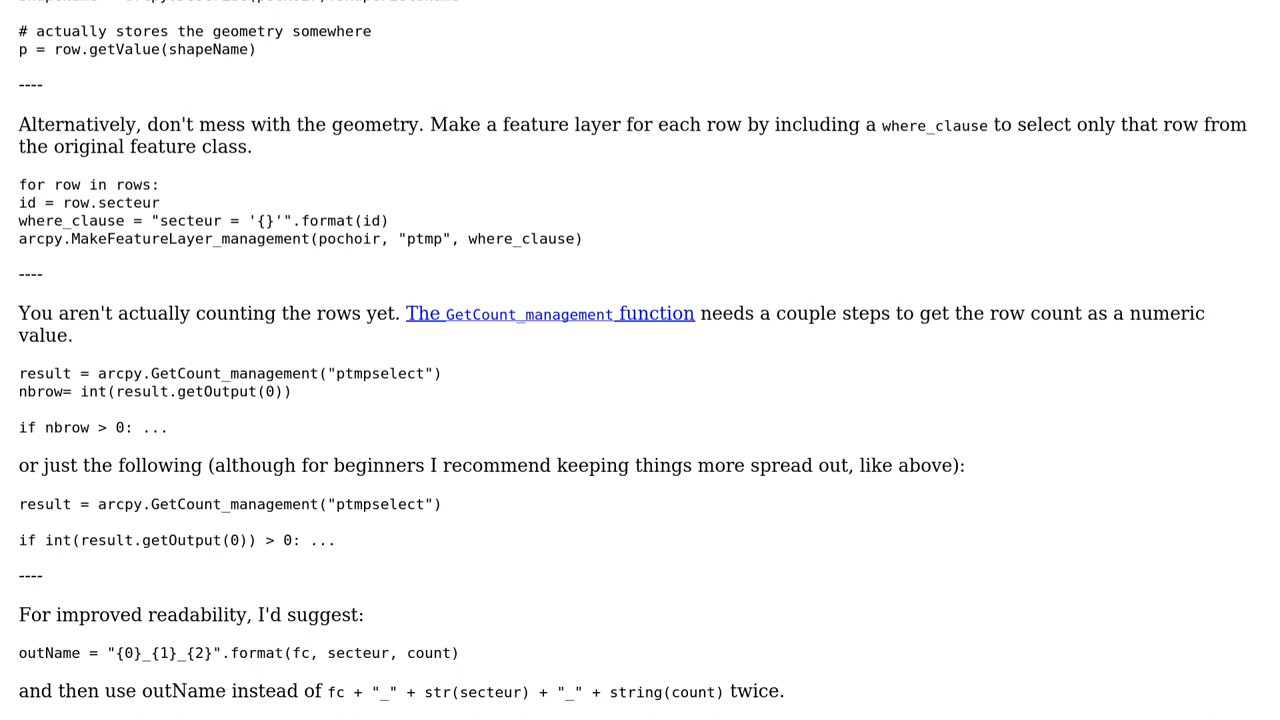 # actually stores the geometry somewhere
p = row.getValue(shapeName)
----
Alternatively, don't mess with the geometry. Make a feature layer for each row by including a where_clause to select only that row from
the original feature class.
for row in rows:
id = row.secteur
where_clause = "secteur = '{}'".format(id)
arcpy.MakeFeatureLayer_management(pochoir, "ptmp", where_clause)
----
You aren't actually counting the rows yet. The GetCount_management function needs a couple steps to get the row count as a numeric
value.
result = arcpy.GetCount_management("ptmpselect")
nbrow= int(result.getOutput(0))
if nbrow > 0: ...
or just the following (although for beginners I recommend keeping things more spread out, like above):
result = arcpy.GetCount_management("ptmpselect")
if int(result.getOutput(0)) > 0: ...
----
For improved readability, I'd suggest:
outName = "{0}_{1}_{2}".format(fc, secteur, count)
and then use outName instead of fc + "_" + str(secteur) + "_" + string(count) twice.